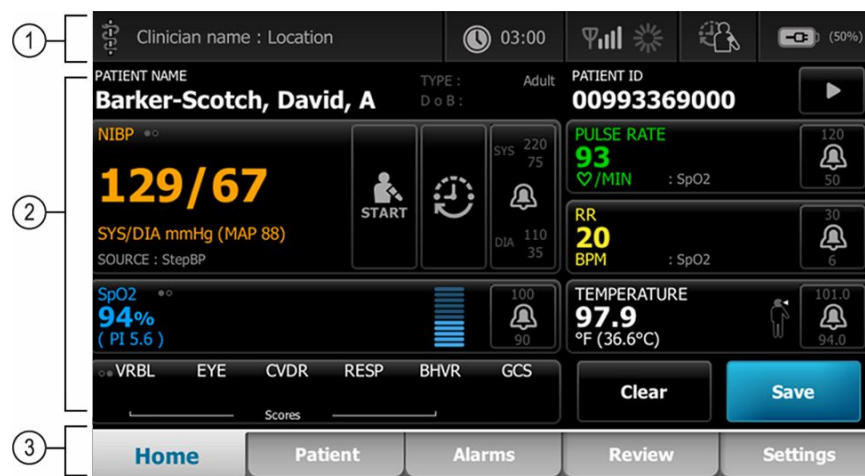 1
Clinician name : Location
03:00
(50%)
2
PATIENT NAME
Barker-Scotch, David, A
TYPE : Adult
D o B :
PATIENT ID
00993369000
NIBP
129/67
SYS/DIA mmHg (MAP 88)
SOURCE : StepBP
START
SYS 220
75
DIA 110
35
PULSE RATE
93
/MIN : SpO2
120
50
RR
20
BPM : SpO2
30
6
SpO2
94%
( PI 5.6 )
100
90
TEMPERATURE
97.9
°F (36.6°C)
101.0
94.0
VRBL EYE CVDR RESP BHVR GCS
Scores
Clear
Save
3
Home Patient Alarms Review Settings